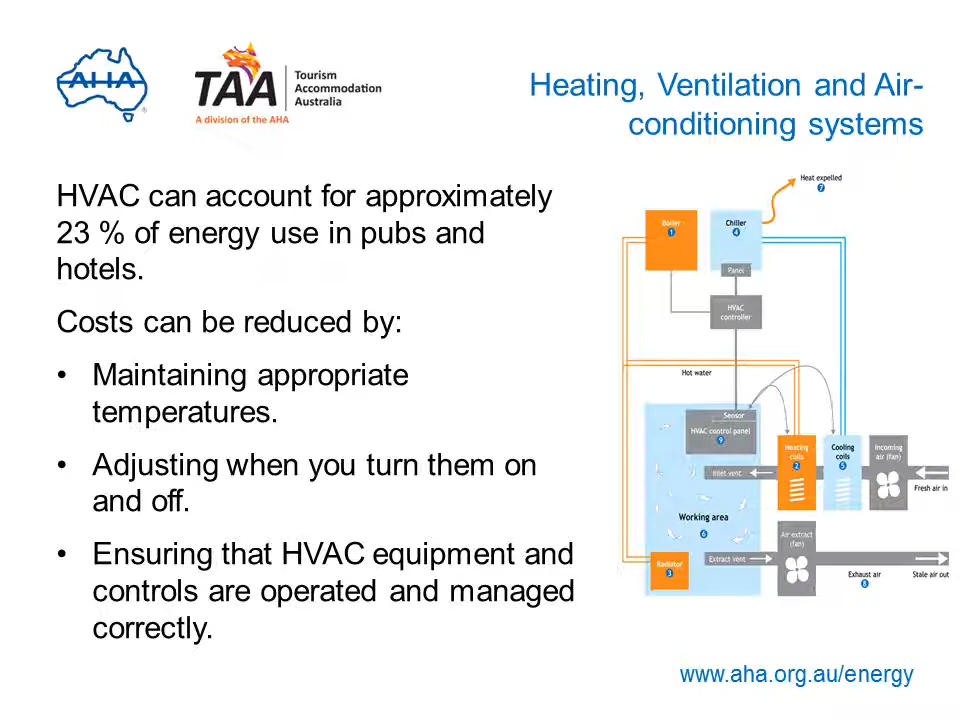 AHA
®
TAA
Tourism
Accommodation
Australia
A division of the AHA
Heating, Ventilation and Air-
conditioning systems
HVAC can account for approximately
23 % of energy use in pubs and
hotels.
Costs can be reduced by:
• Maintaining appropriate
temperatures.
• Adjusting when you turn them on
and off.
• Ensuring that HVAC equipment and
controls are operated and managed
correctly.
Heat expelled
7
Boiler
1
Chiller
4
Panel
HVAC
controller
Hot water
Sensor
HVAC control panel
9
Heating
coils
2
Cooling
coils
5
Incoming
air (fan)
Inlet vent
Fresh air in
Working area
6
Air extract
(fan)
Radiator
3
Extract vent
Exhaust air
8
Stale air out
www.aha.org.au/energy